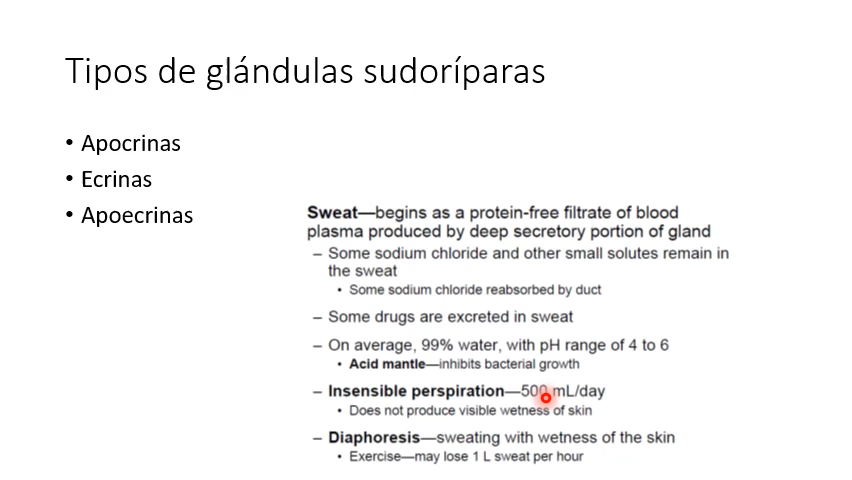 Tipos de glándulas sudoríparas
• Apocrinas
• Ecrinas
• Apoecrinas
Sweat—begins as a protein-free filtrate of blood
plasma produced by deep secretory portion of gland
– Some sodium chloride and other small solutes remain in
the sweat
• Some sodium chloride reabsorbed by duct
– Some drugs are excreted in sweat
– On average, 99% water, with pH range of 4 to 6
• Acid mantle—inhibits bacterial growth
– Insensible perspiration—500 mL/day
• Does not produce visible wetness of skin
– Diaphoresis—sweating with wetness of the skin
• Exercise—may lose 1 L sweat per hour